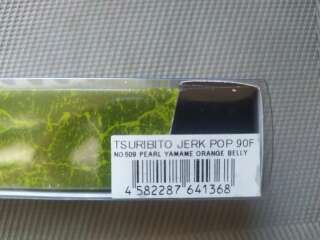 TSURIBITO JERK POP 90F
NO.509 PEARL YAMAME ORANGE BELLY
4 582287 641368